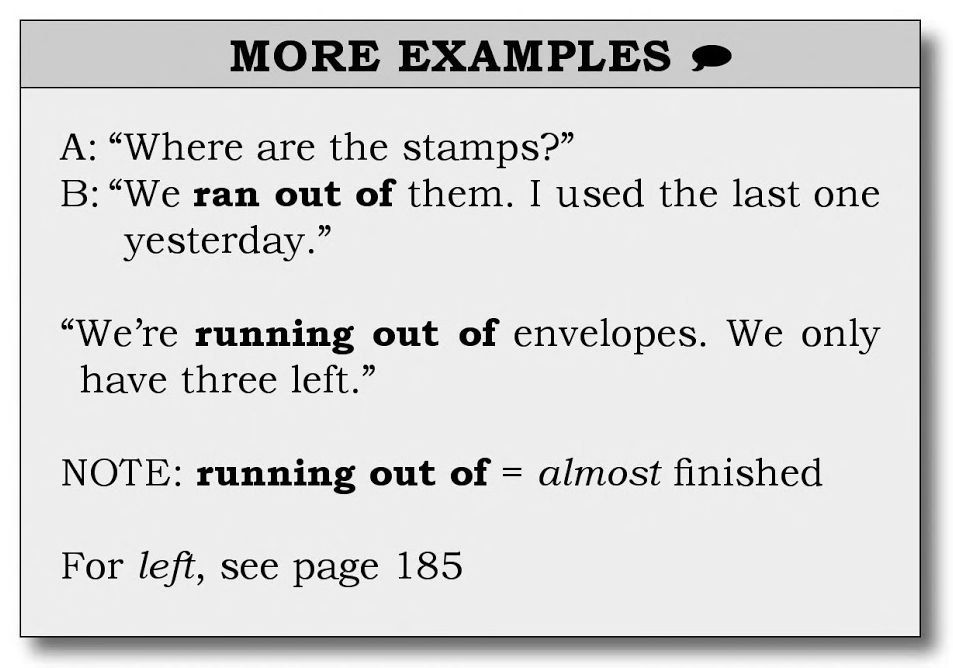 MORE EXAMPLES
A: “Where are the stamps?”
B: “We ran out of them. I used the last one
yesterday.”
“We’re running out of envelopes. We only
have three left.”
NOTE: running out of = almost finished
For left, see page 185